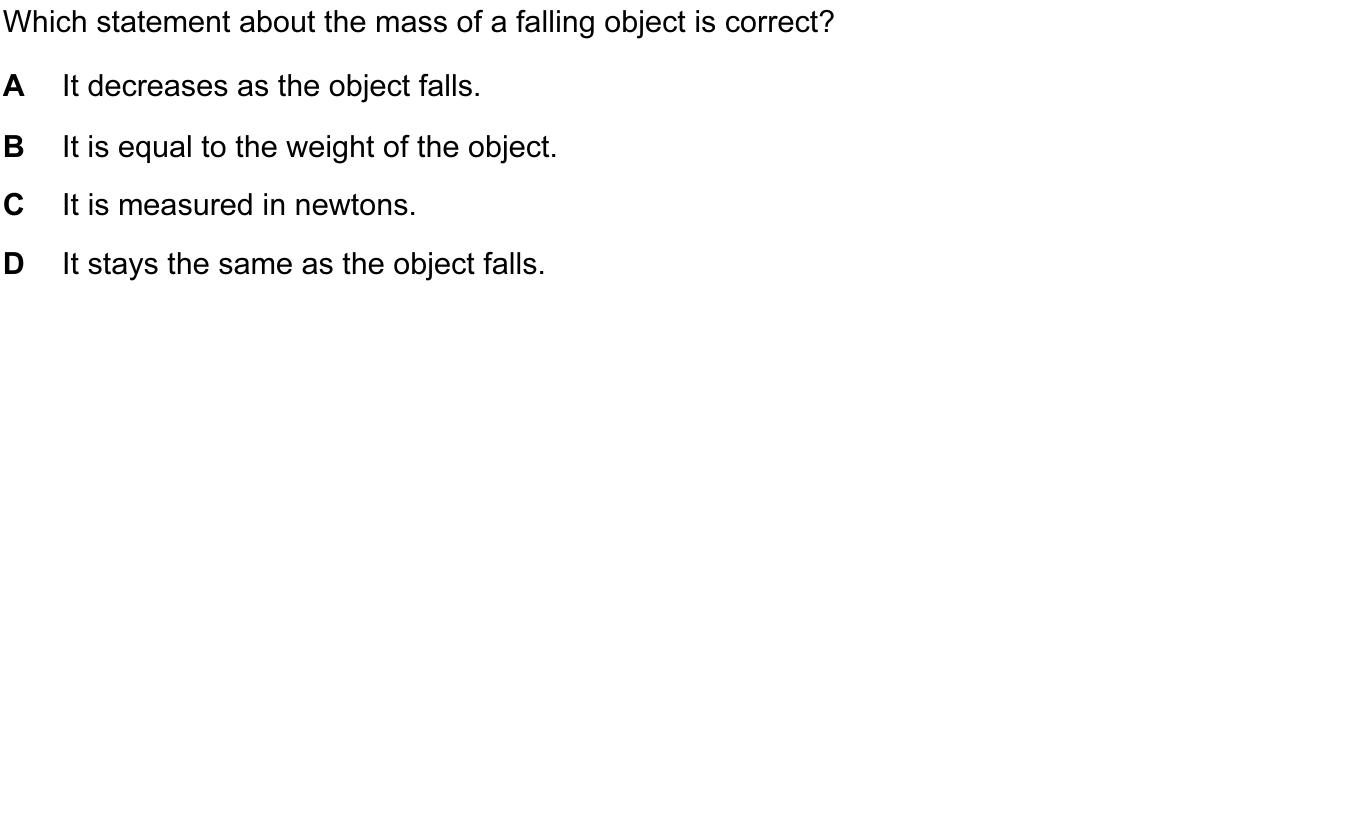 Which statement about the mass of a falling object is correct?
A It decreases as the object falls.
B It is equal to the weight of the object.
C It is measured in newtons.
D It stays the same as the object falls.